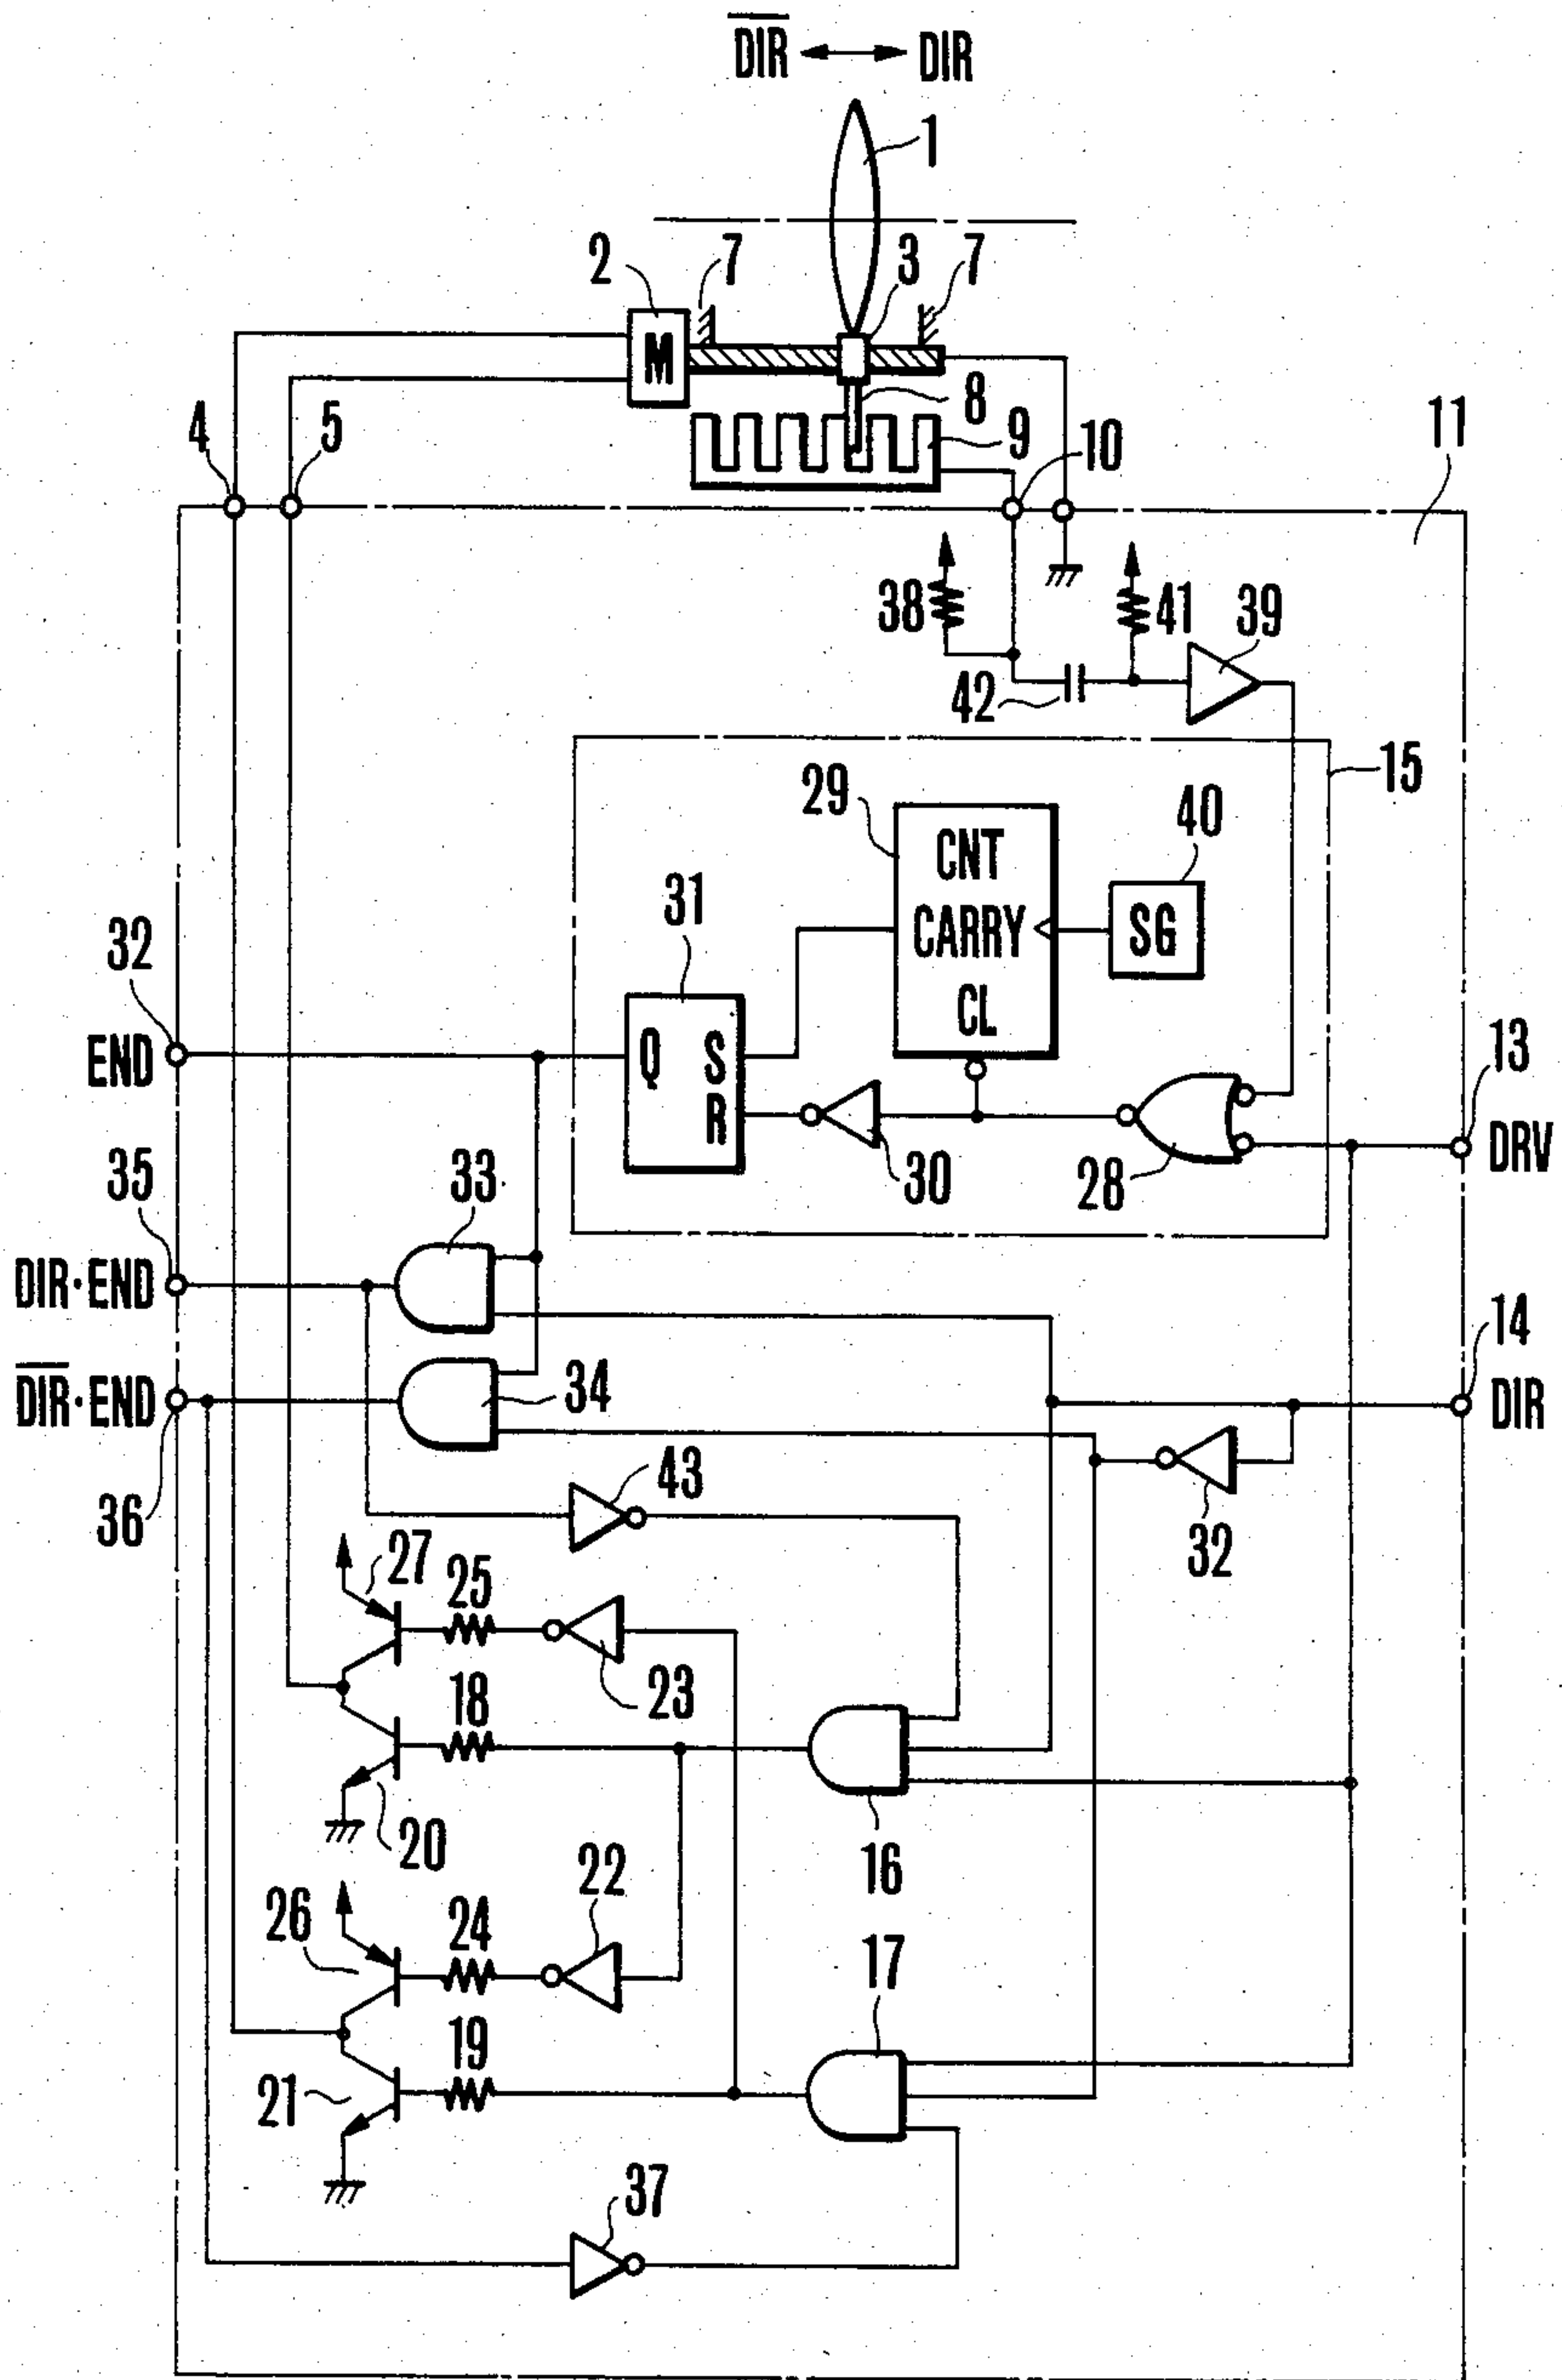 D̅I̅R̅ DIR
1
2 7 3 7
M
8
4 5 9 10 11
38 41 39
42
15
29 40
CNT
CARRY SG
CL
31
32
END Q S
R
13
DRV
30 28
35 33
DIR·END
14
D̅I̅R̅·END 34 DIR
36 43 32
27 25
23
18
20 16
22
26 24
17
19
21
37